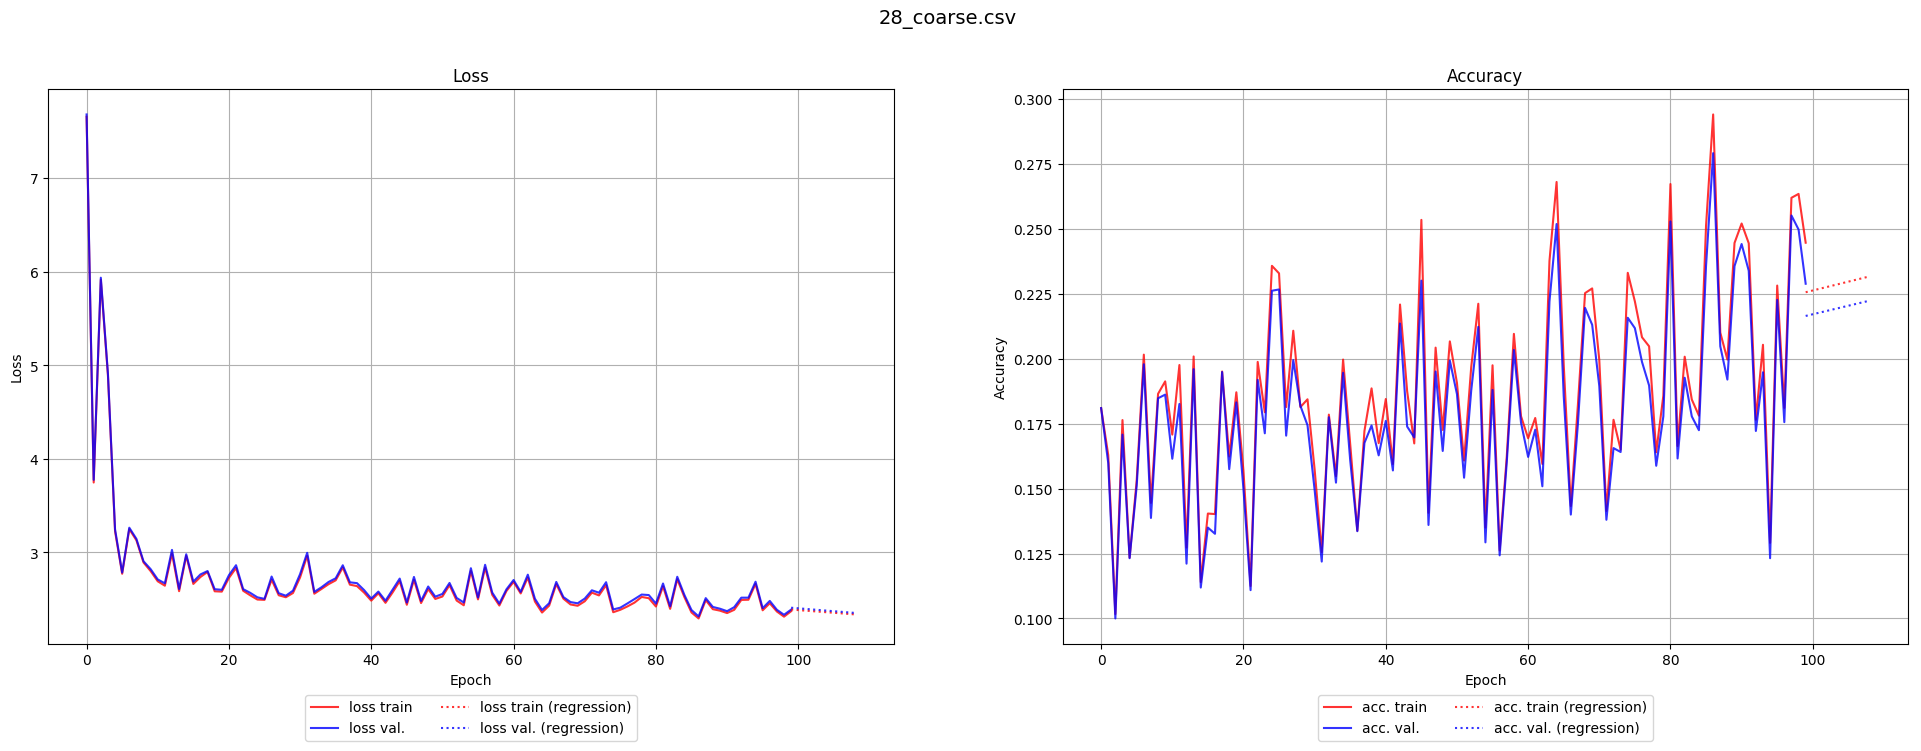 28_coarse.csv
Loss
7
6
5
4
3
Loss
0
20
40
60
80
100
Epoch
loss train
loss val.
loss train (regression)
loss val. (regression)
Accuracy
0.300
0.275
0.250
0.225
0.200
0.175
0.150
0.125
0.100
Accuracy
0
20
40
60
80
100
Epoch
acc. train
acc. val.
acc. train (regression)
acc. val. (regression)